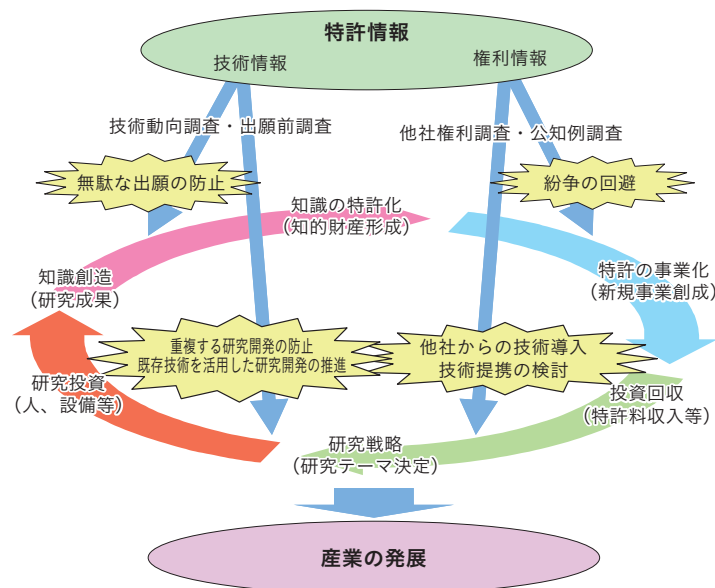 特許情報
技術情報
権利情報
技術動向調査・出願前調査
他社権利調査・公知例調査
無駄な出願の防止
紛争の回避
知識の特許化
(知的財産形成)
知識創造
(研究成果)
特許の事業化
(新規事業創成)
重複する研究開発の防止
既存技術を活用した研究開発の推進
他社からの技術導入
技術提携の検討
研究投資
(人、設備等)
投資回収
(特許料収入等)
研究戦略
(研究テーマ決定)
産業の発展